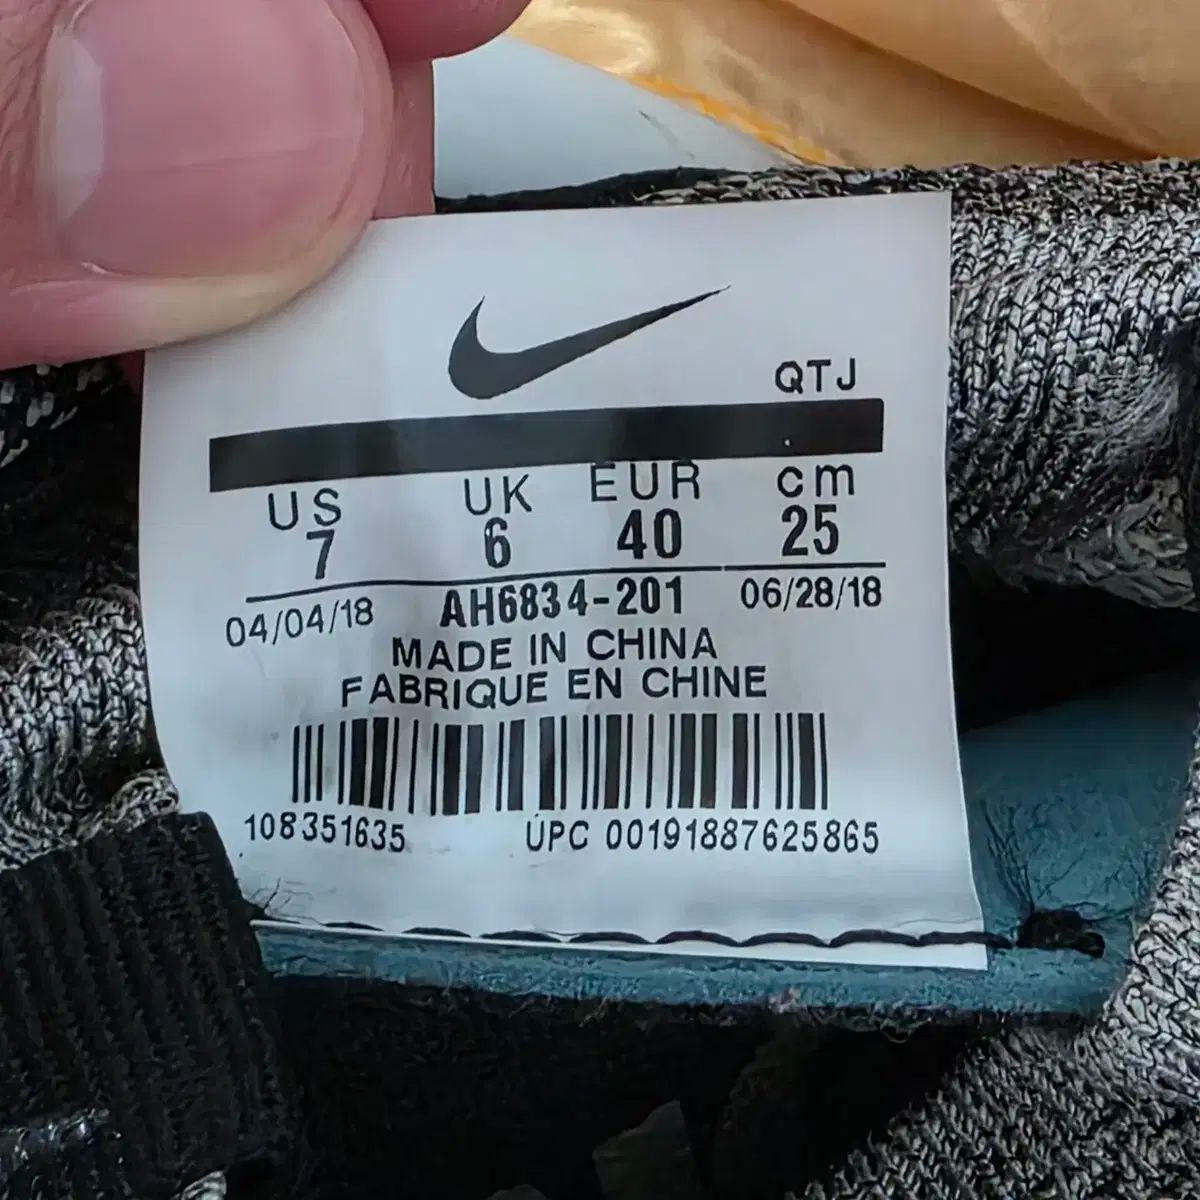 QTJ
US UK EUR cm
7 6 40 25
04/04/18 AH6834-201 06/28/18
MADE IN CHINA
FABRIQUE EN CHINE
108351635 UPC 00191887625865